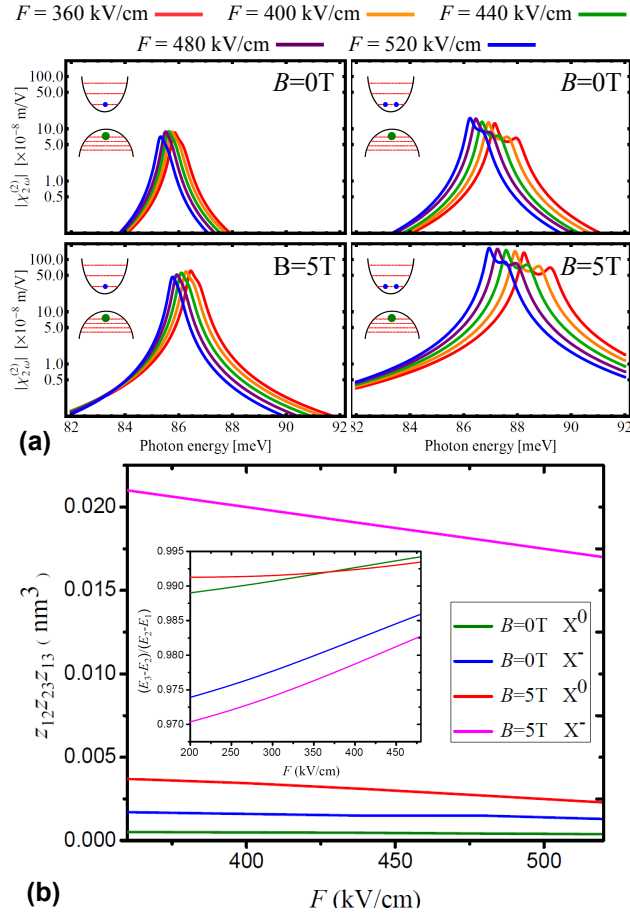 F = 360 kV/cm F = 400 kV/cm F = 440 kV/cm
F = 480 kV/cm F = 520 kV/cm
|χ₂ω⁽²⁾| [×10⁻⁸ m/V]
100.0
50.0
10.0
5.0
1.0
0.5
B=0T
B=0T
|χ₂ω⁽²⁾| [×10⁻⁸ m/V]
100.0
50.0
10.0
5.0
1.0
0.5
B=5T
B=5T
82 84 86 88 90 92 82 84 86 88 90 92
(a) Photon energy [meV] Photon energy [meV]
z₁₂z₂₃z₁₃ ( nm³ )
0.020
0.015
0.010
0.005
0.000
(E₃-E₂)/(E₂-E₁)
0.995
0.990
0.985
0.980
0.975
0.970
200 250 300 350 400 450
F (kV/cm)
B=0T X⁰
B=0T X⁻
B=5T X⁰
B=5T X⁻
400 450 500
(b) F (kV/cm)